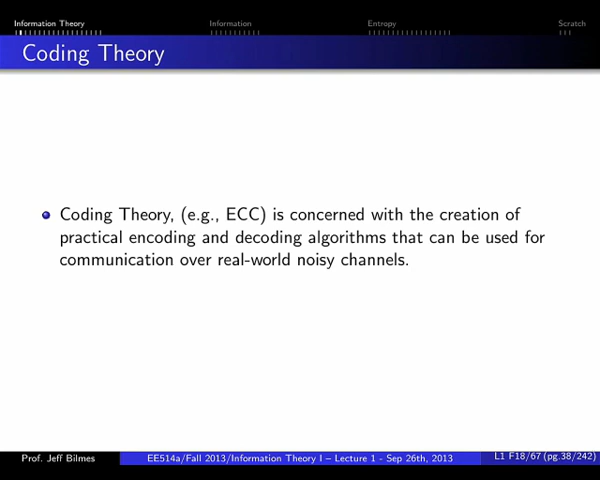 Information Theory Information Entropy Scratch
Coding Theory
Coding Theory, (e.g., ECC) is concerned with the creation of
practical encoding and decoding algorithms that can be used for
communication over real-world noisy channels.
Prof. Jeff Bilmes EE514a/Fall 2013/Information Theory I – Lecture 1 - Sep 26th, 2013 L1 F18/67 (pg.38/242)